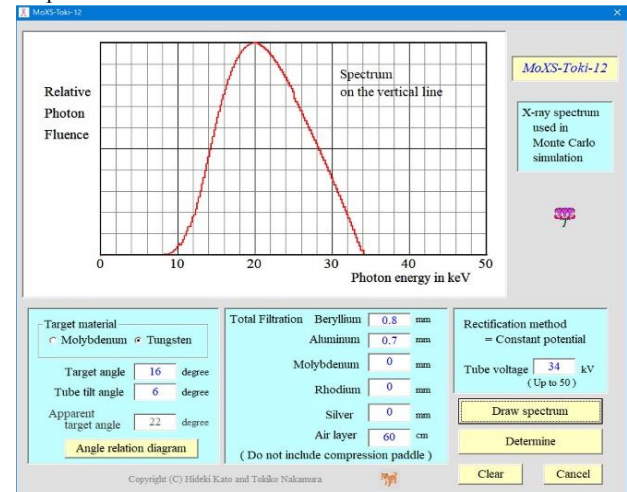 MoXS-Toki-12
Relative
Photon
Fluence
Spectrum
on the vertical line
0 10 20 30 40 50
Photon energy in keV
MoXS-Toki-12
X-ray spectrum
used in
Monte Carlo
simulation
Target material
Molybdenum Tungsten
Target angle 16 degree
Tube tilt angle 6 degree
Apparent
target angle 22 degree
Angle relation diagram
Total Filtration Beryllium 0.8 mm
Aluminum 0.7 mm
Molybdenum 0 mm
Rhodium 0 mm
Silver 0 mm
Air layer 60 cm
( Do not include compression paddle )
Rectification method
= Constant potential
Tube voltage 34 kV
( Up to 50 )
Draw spectrum
Determine
Clear Cancel
Copyright (C) Hideki Kato and Tokiko Nakamura